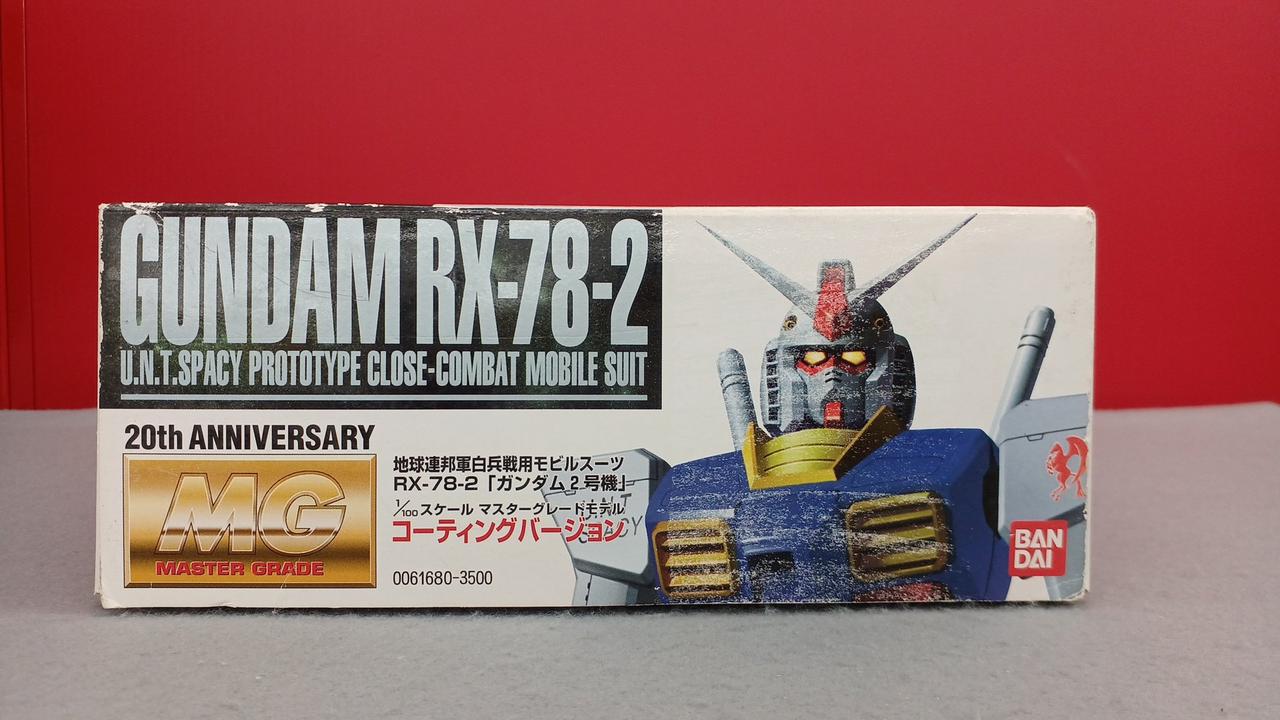 GUNDAM RX-78-2
U.N.T.SPACY PROTOTYPE CLOSE-COMBAT MOBILE SUIT
20th ANNIVERSARY
MG
MASTER GRADE
地球連邦軍白兵戦用モビルスーツ
RX-78-2「ガンダム2号機」
1/100スケール マスターグレードモデル
コーティングバージョン
0061680-3500
BAN
DAI